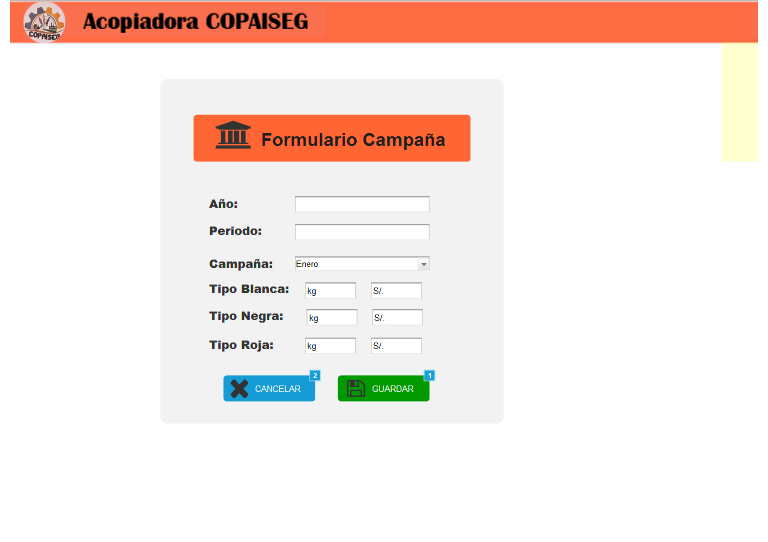 COPAISEG
Acopiadora COPAISEG
Formulario Campaña
Año:
Periodo:
Campaña: Enero
Tipo Blanca: kg S/.
Tipo Negra: kg S/.
Tipo Roja: kg S/.
CANCELAR 2 GUARDAR 1